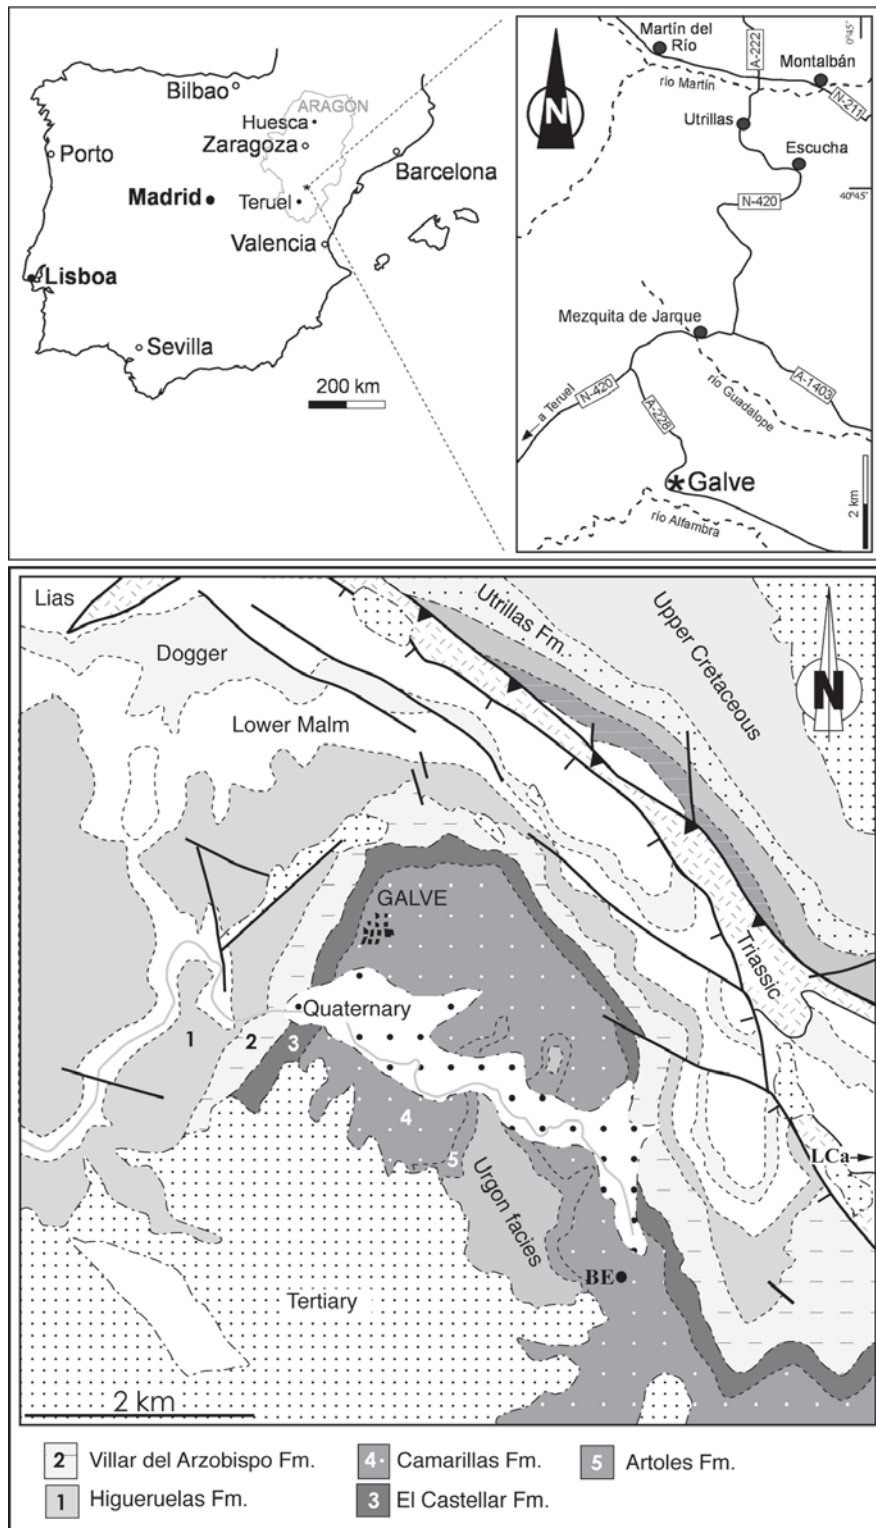 Bilbao
ARAGÓN
Huesca
Zaragoza
Porto
Barcelona
Madrid
Teruel
Valencia
Lisboa
Sevilla
200 km
N
Martín del
Río
A-222
0º45´
Montalbán
río Martín
N-211
Utrillas
Escucha
40º45´
N-420
Mezquita de Jarque
A-1403
río Guadalope
N-420
a Teruel
A-228
Galve
río Alfambra
2 km
Lias
Utrillas Fm.
Upper Cretaceous
Dogger
N
Lower Malm
GALVE
Triassic
Quaternary
1
2
3
4
5
LCa
Urgon facies
BE
Tertiary
2 km
2 Villar del Arzobispo Fm.
4 Camarillas Fm.
5 Artoles Fm.
1 Higueruelas Fm.
3 El Castellar Fm.